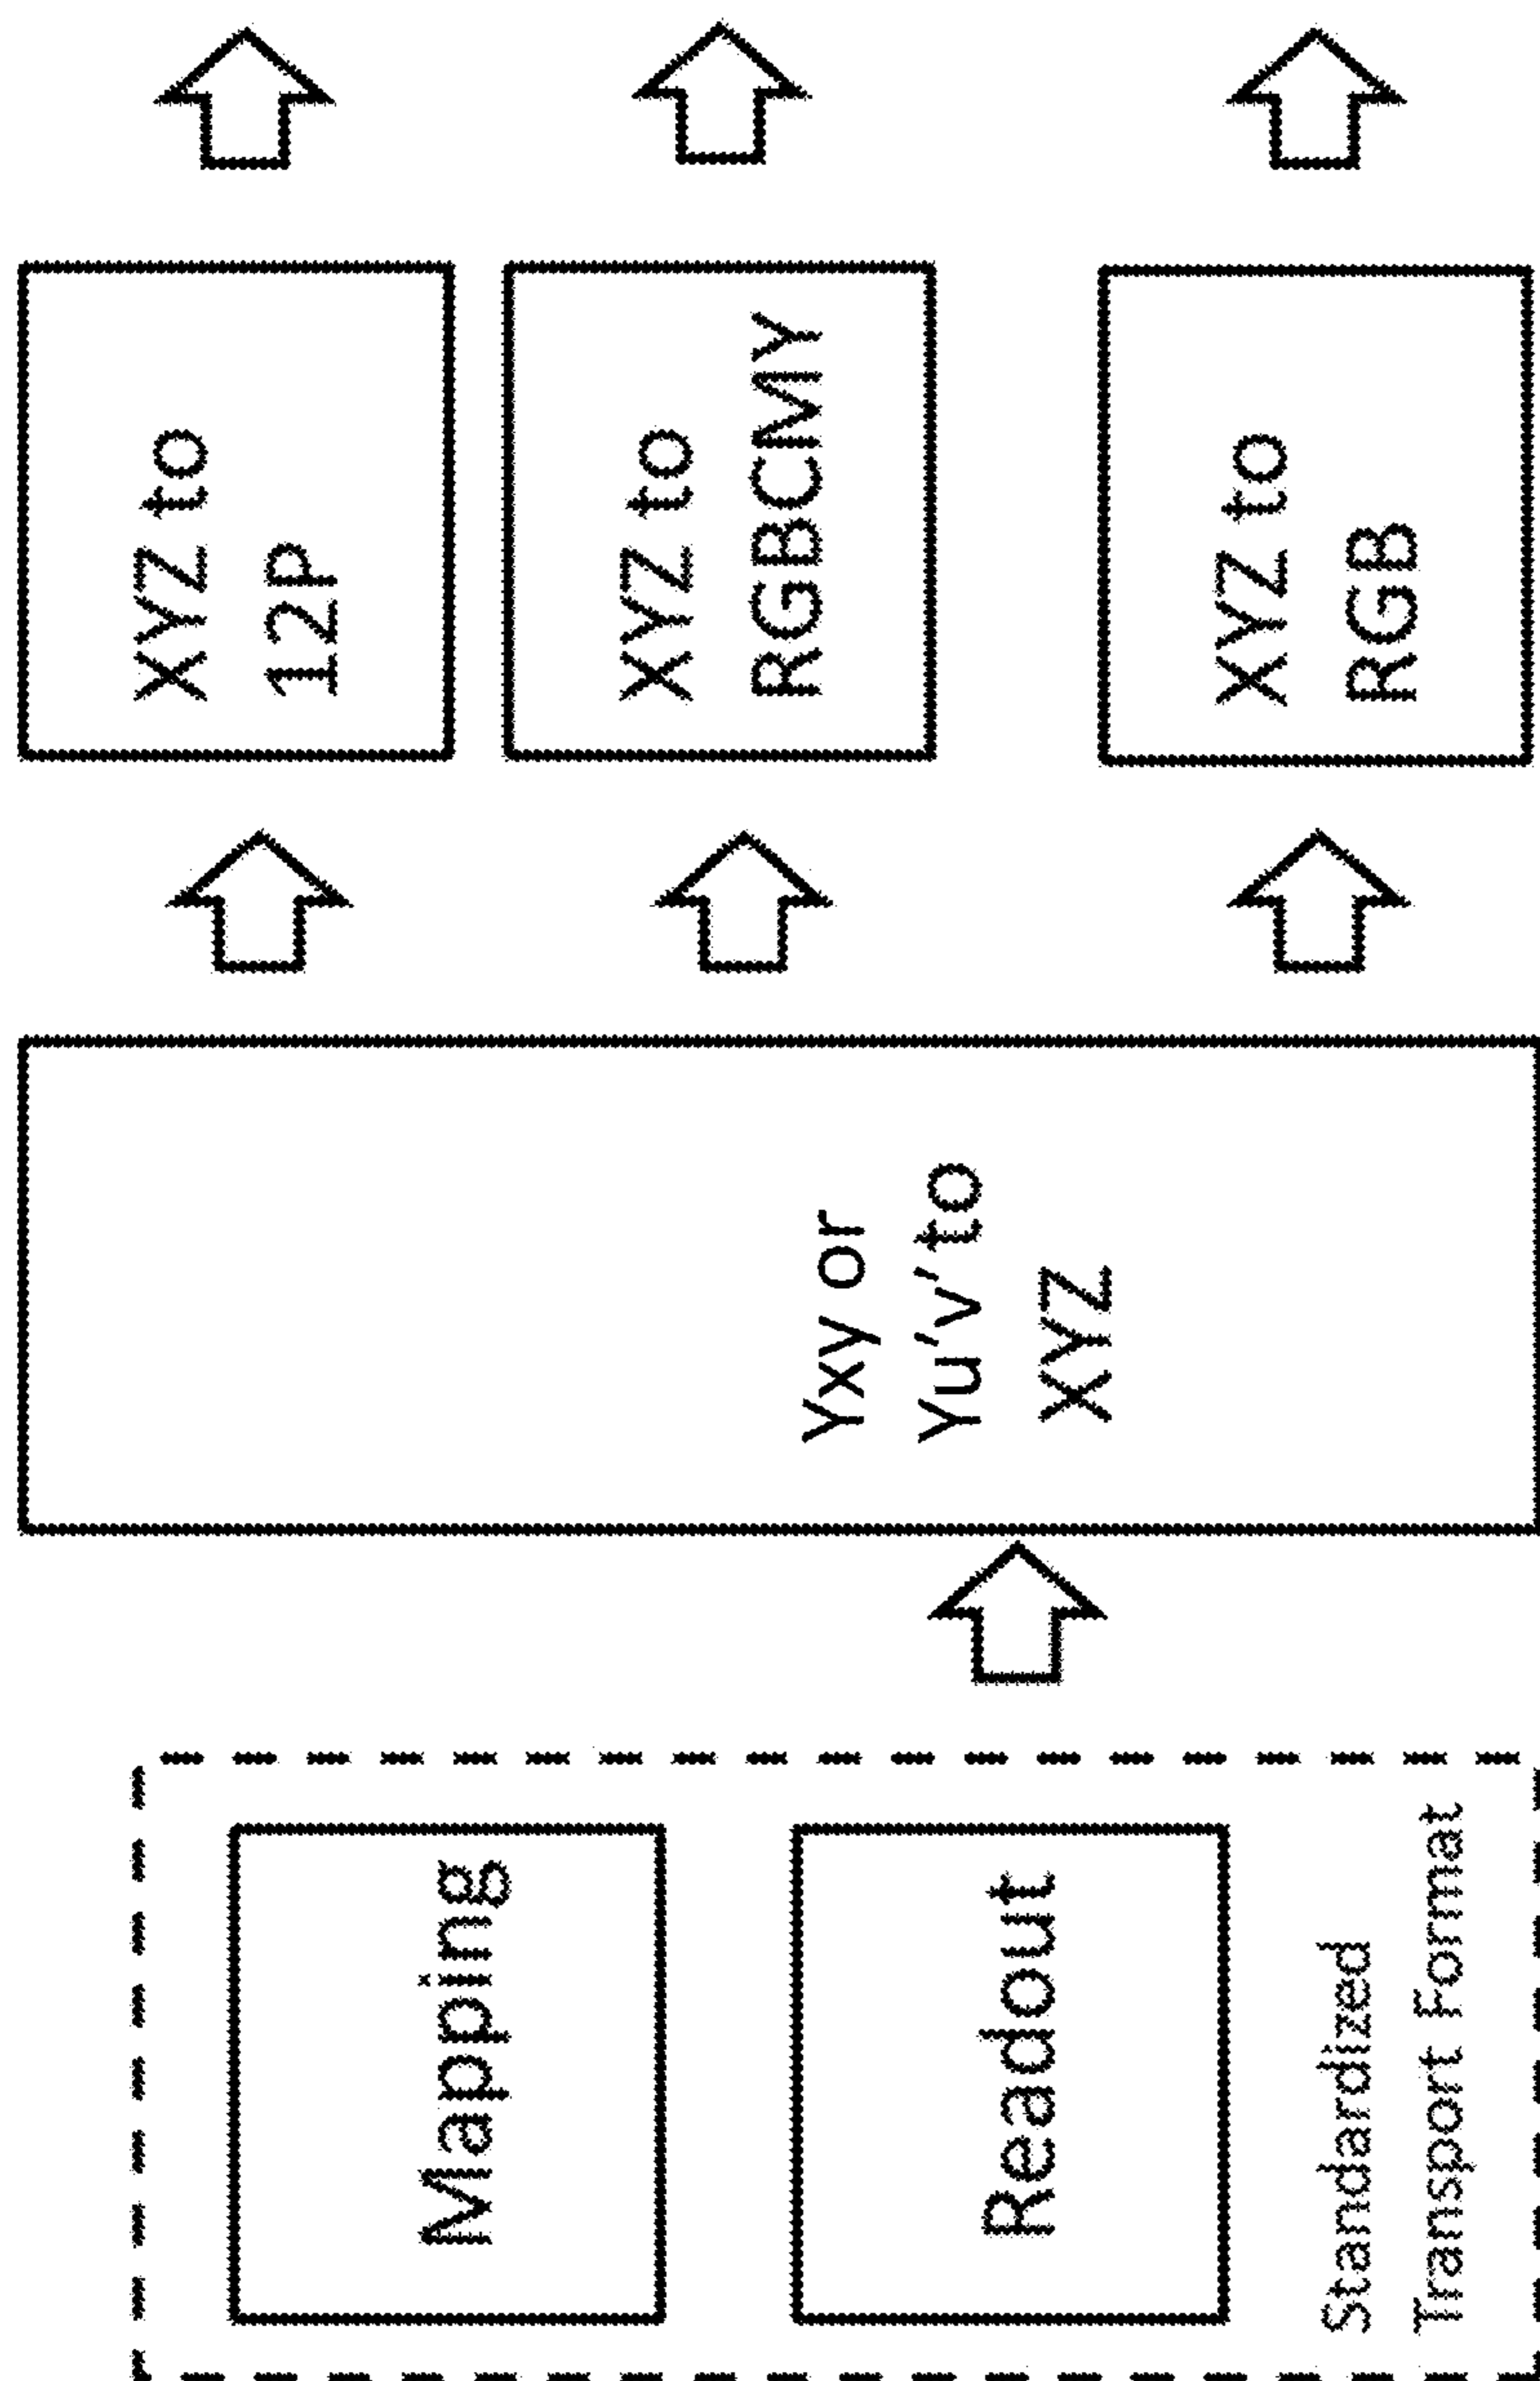 Mapping
Readout
Standardized
Transport Format
Yxy or
Yu'v' to
XYZ
XYZ to
12P
XYZ to
RGBCMY
XYZ to
RGB